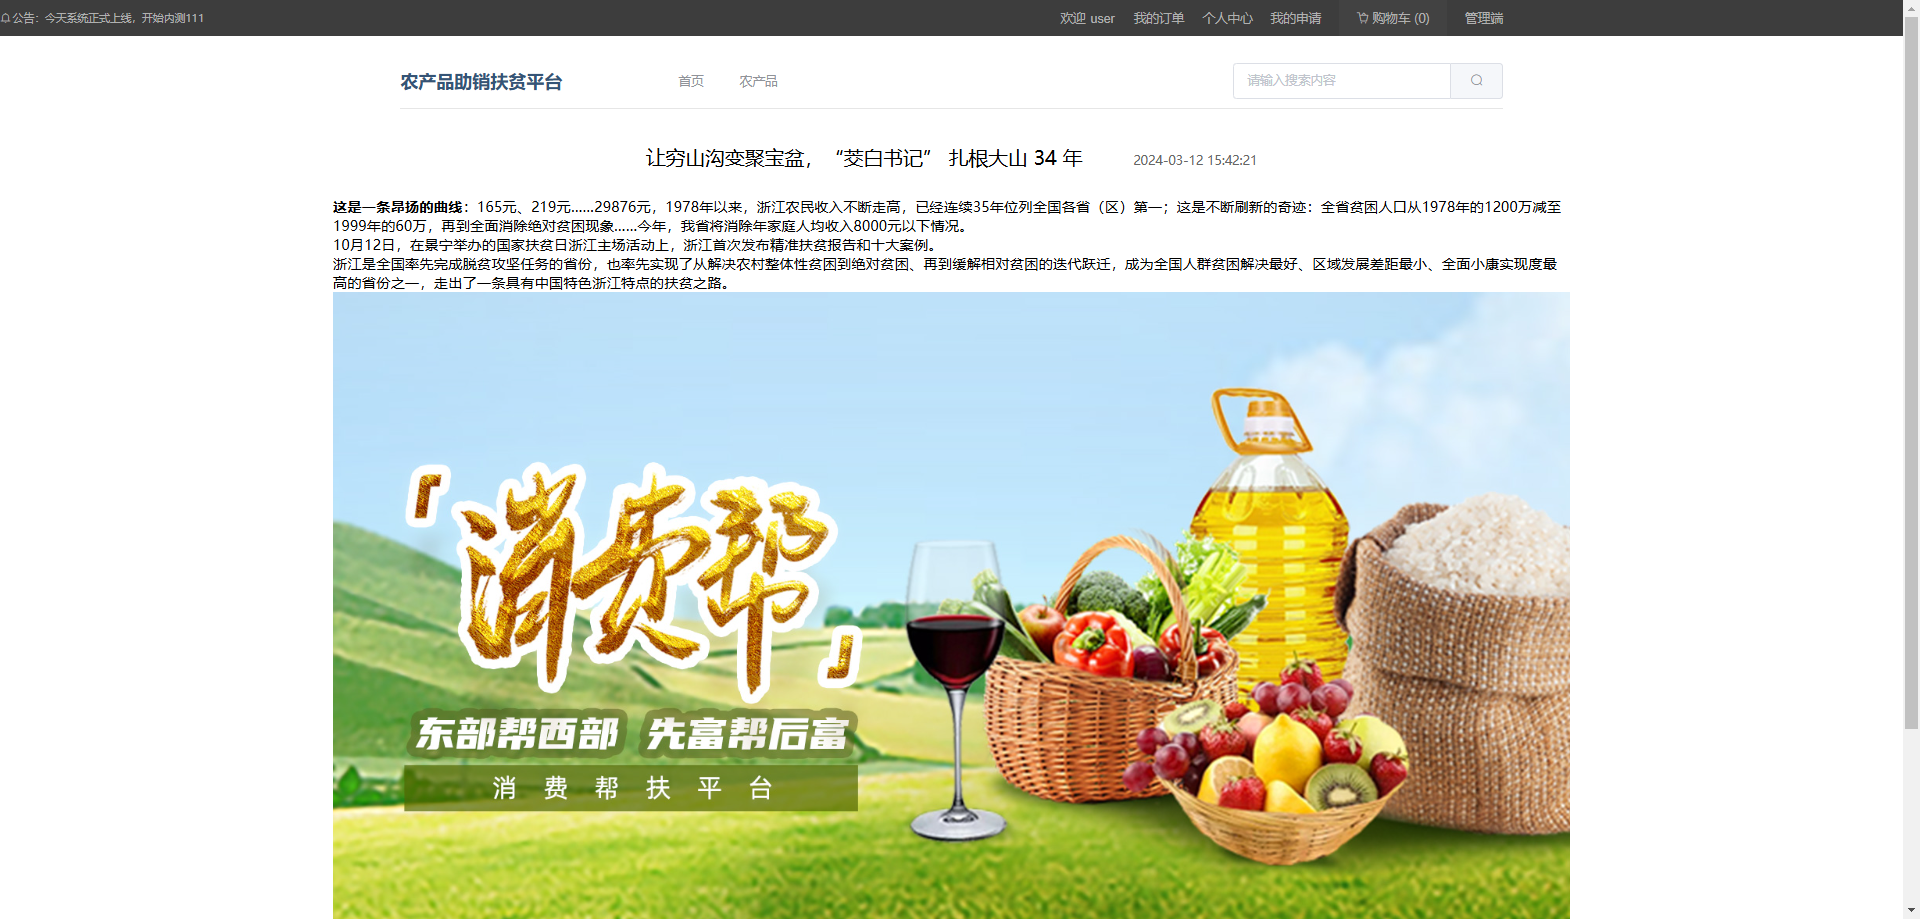 公告：今天系统正式上线，开始内测111
欢迎 user 我的订单 个人中心 我的申请 购物车 (0) 管理端
农产品助销扶贫平台 首页 农产品 请输入搜索内容
让穷山沟变聚宝盆，“茭白书记” 扎根大山 34 年 2024-03-12 15:42:21
这是一条昂扬的曲线：165元、219元……29876元，1978年以来，浙江农民收入不断走高，已经连续35年位列全国各省（区）第一；这是不断刷新的奇迹：全省贫困人口从1978年的1200万减至
1999年的60万，再到全面消除绝对贫困现象……今年，我省将消除年家庭人均收入8000元以下情况。
10月12日，在景宁举办的国家扶贫日浙江主场活动上，浙江首次发布精准扶贫报告和十大案例。
浙江是全国率先完成脱贫攻坚任务的省份，也率先实现了从解决农村整体性贫困到绝对贫困、再到缓解相对贫困的迭代跃迁，成为全国人群贫困解决最好、区域发展差距最小、全面小康实现度最
高的省份之一，走出了一条具有中国特色浙江特点的扶贫之路。
『消费帮』
东部帮西部 先富帮后富
消费帮扶平台